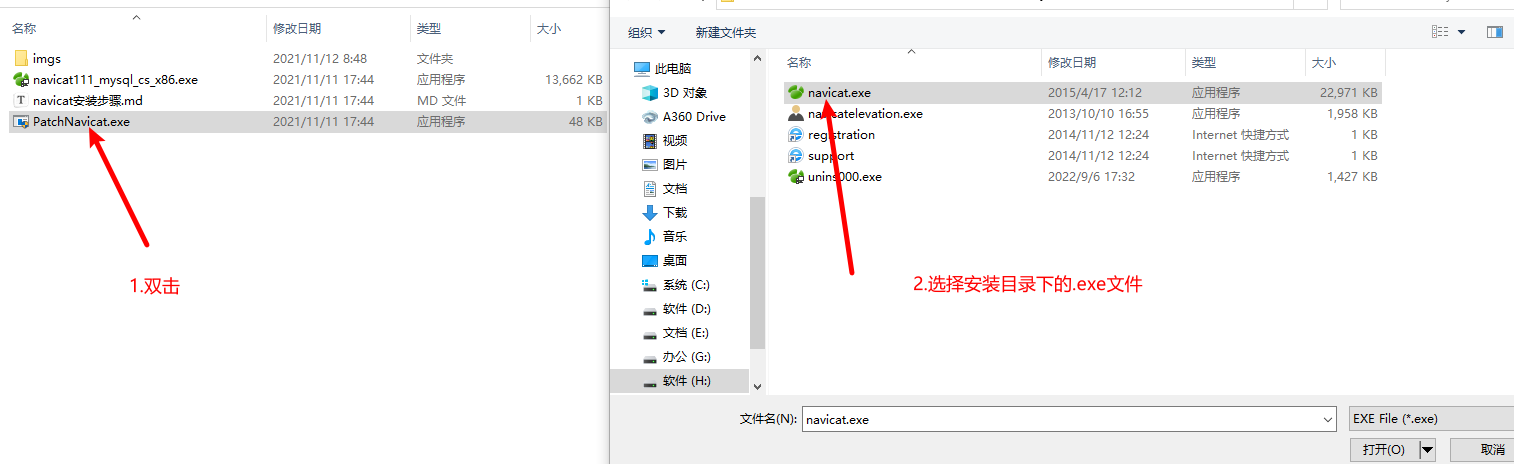 名称 修改日期 类型 大小
imgs 2021/11/12 8:48 文件夹
navicat111_mysql_cs_x86.exe 2021/11/11 17:44 应用程序 13,662 KB
navicat安装步骤.md 2021/11/11 17:44 MD 文件 1 KB
PatchNavicat.exe 2021/11/11 17:44 应用程序 48 KB
1.双击
组织 新建文件夹
此电脑
3D 对象
A360 Drive
视频
图片
文档
下载
音乐
桌面
系统 (C:)
软件 (D:)
文档 (E:)
办公 (G:)
软件 (H:)
名称 修改日期 类型 大小
navicat.exe 2015/4/17 12:12 应用程序 22,971 KB
navicatelevation.exe 2013/10/10 16:55 应用程序 1,958 KB
registration 2014/11/12 12:24 Internet 快捷方式 1 KB
support 2014/11/12 12:24 Internet 快捷方式 1 KB
unins000.exe 2022/9/6 17:32 应用程序 1,427 KB
2.选择安装目录下的.exe文件
文件名(N): navicat.exe EXE File (*.exe)
打开(O) 取消